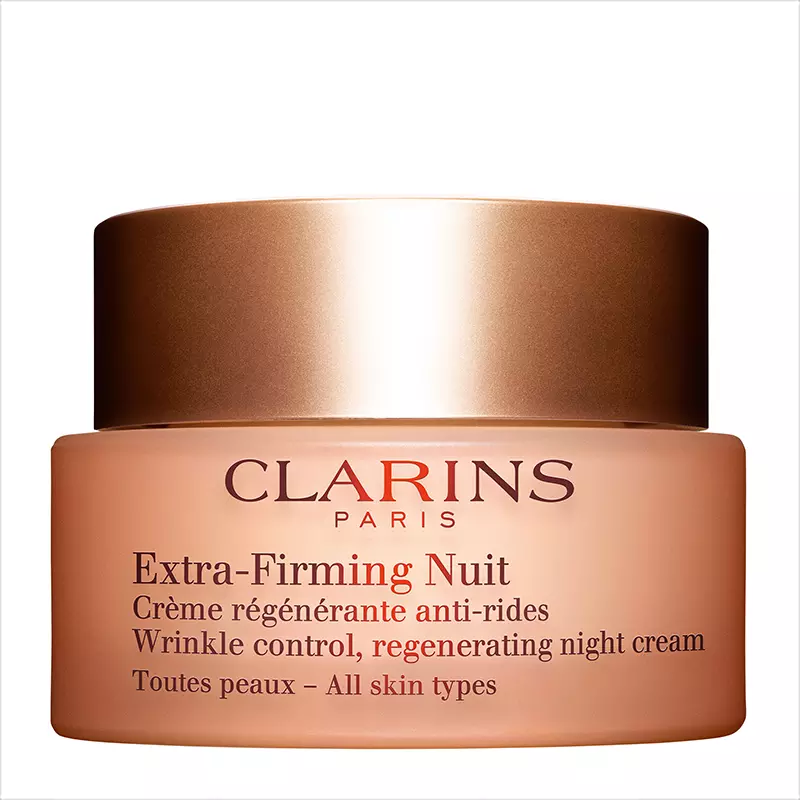 CLARINS
PARIS
Extra-Firming Nuit
Crème régénérante anti-rides
Wrinkle control, regenerating night cream
Toutes peaux – All skin types